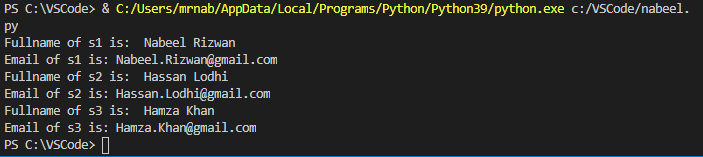 PS C:\VSCode> & C:/Users/mrnab/AppData/Local/Programs/Python/Python39/python.exe c:/VSCode/nabeel.
py
Fullname of s1 is:  Nabeel Rizwan
Email of s1 is: Nabeel.Rizwan@gmail.com
Fullname of s2 is:  Hassan Lodhi
Email of s2 is: Hassan.Lodhi@gmail.com
Fullname of s3 is:  Hamza Khan
Email of s3 is: Hamza.Khan@gmail.com
PS C:\VSCode>